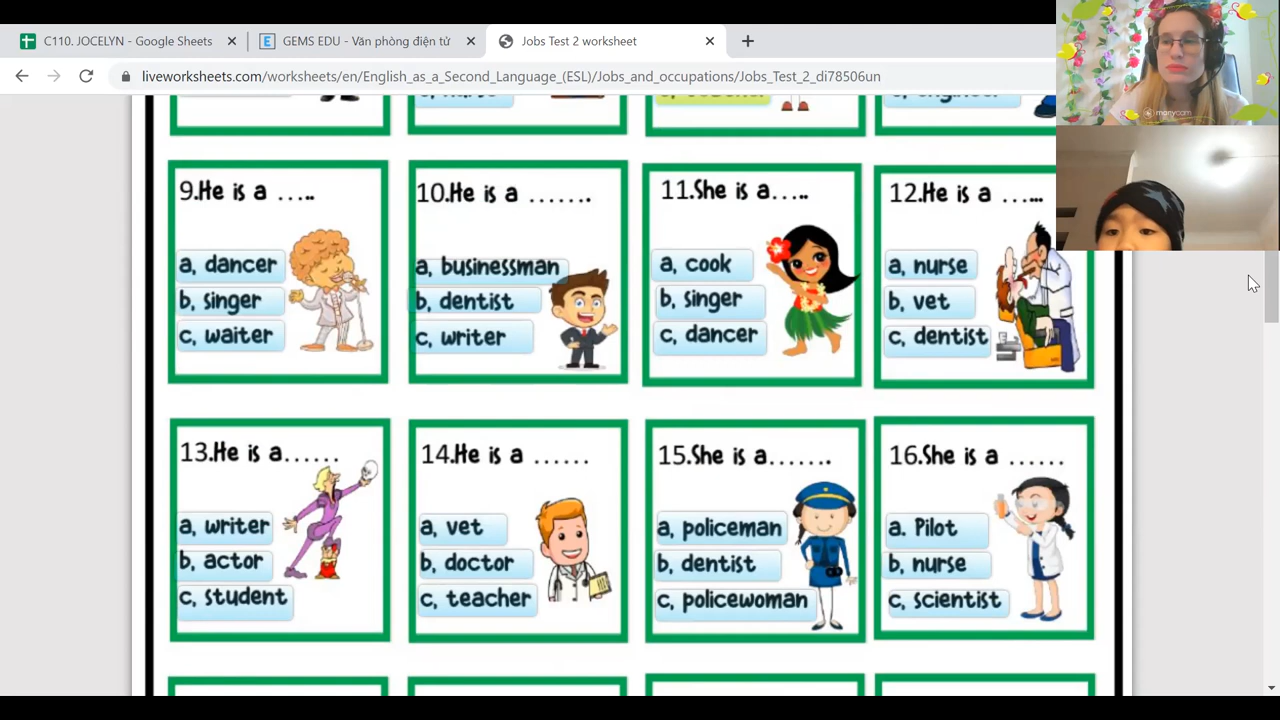 C110. JOCELYN - Google Sheets
GEMS EDU - Văn phòng điện tử
Jobs Test 2 worksheet
liveworksheets.com/worksheets/en/English_as_a_Second_Language_(ESL)/Jobs_and_occupations/Jobs_Test_2_di78506un
manycam
9.He is a …..
a, dancer
b, singer
c, waiter
10.He is a …….
a, businessman
b, dentist
c, writer
11.She is a…..
a, cook
b, singer
c, dancer
12.He is a …...
a, nurse
b, vet
c, dentist
13.He is a……
a, writer
b, actor
c, student
14.He is a ……
a, vet
b, doctor
c, teacher
15.She is a…….
a, policeman
b, dentist
c, policewoman
16.She is a ……
a. Pilot
b, nurse
c, scientist